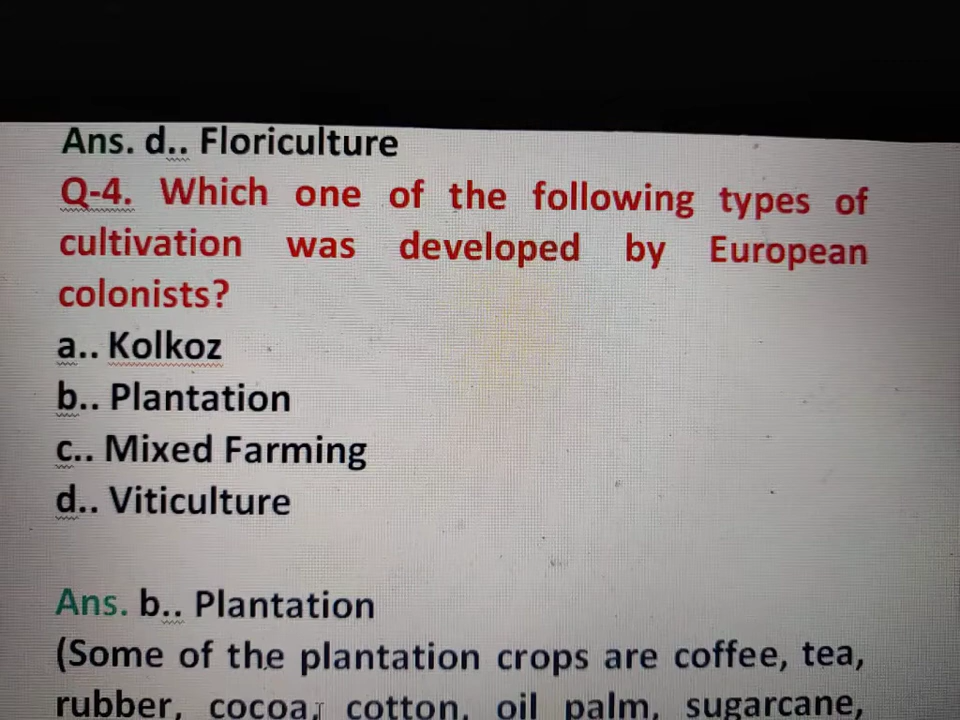 Ans. d.. Floriculture
Q-4. Which one of the following types of
cultivation was developed by European
colonists?
a.. Kolkoz
b.. Plantation
c.. Mixed Farming
d.. Viticulture
Ans. b.. Plantation
(Some of the plantation crops are coffee, tea,
rubber, cocoa, cotton, oil palm, sugarcane,